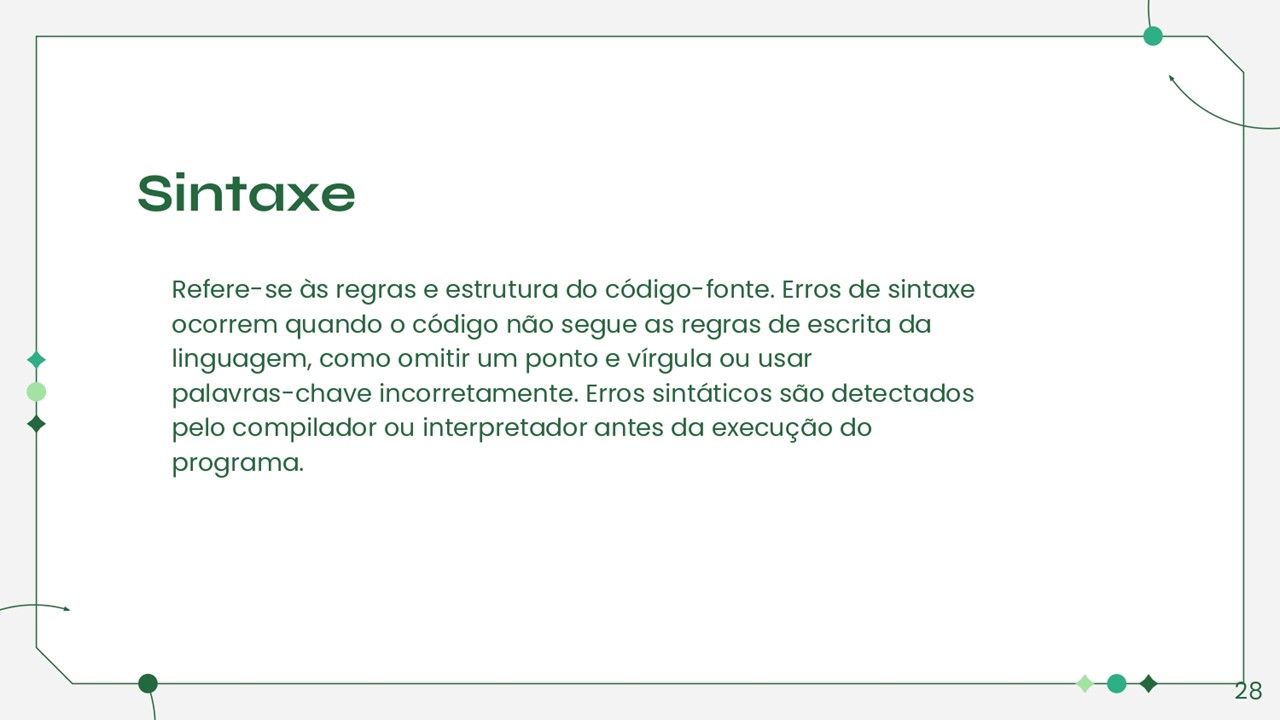 Sintaxe
Refere-se às regras e estrutura do código-fonte. Erros de sintaxe
ocorrem quando o código não segue as regras de escrita da
linguagem, como omitir um ponto e vírgula ou usar
palavras-chave incorretamente. Erros sintáticos são detectados
pelo compilador ou interpretador antes da execução do
programa.
28